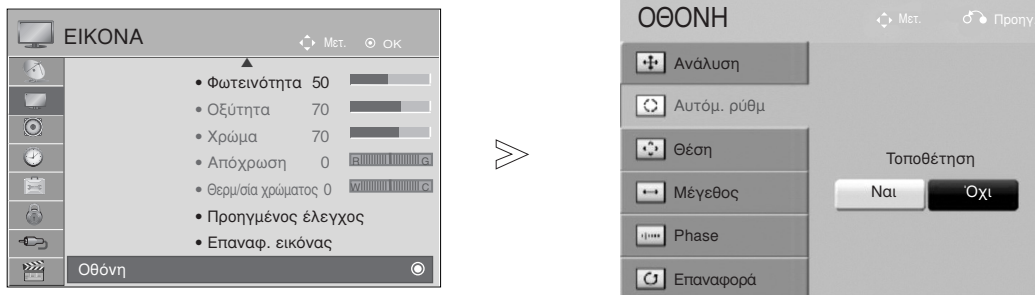 ΕΙΚΟΝΑ
Μετ. OK
• Φωτεινότητα 50
• Οξύτητα 70
• Χρώμα 70
• Απόχρωση 0 R G
• Θερμ/σία χρώματος 0 W C
• Προηγμένος έλεγχος
• Επαναφ. εικόνας
Οθόνη
ΟΘΟΝΗ
Μετ. Προηγ
Ανάλυση
Αυτόμ. ρύθμ
Θέση
Μέγεθος
Phase
Επαναφορά
Τοποθέτηση
Ναι Όχι